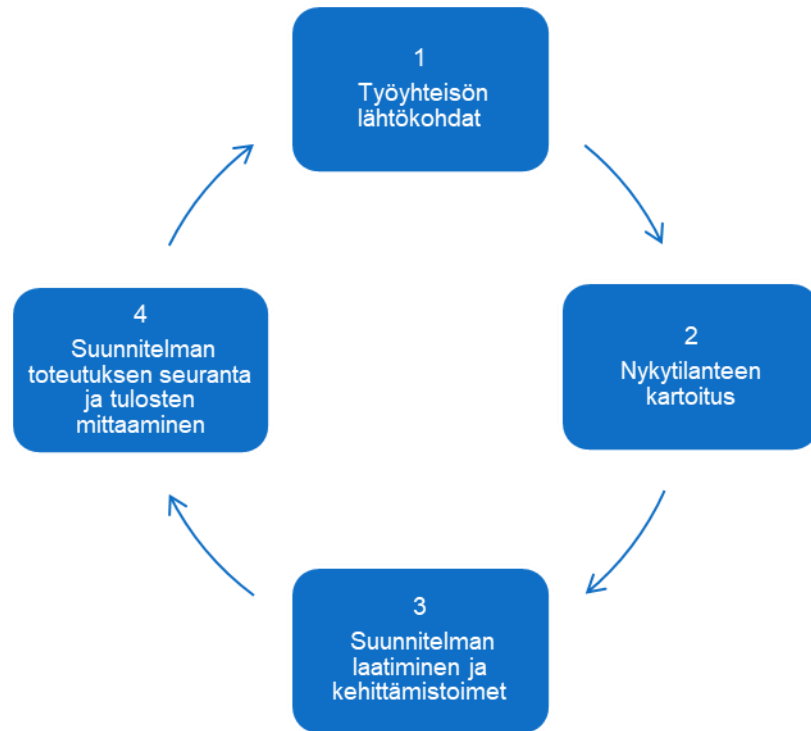 1
Työyhteisön
lähtökohdat
2
Nykytilanteen
kartoitus
3
Suunnitelman
laatiminen ja
kehittämistoimet
4
Suunnitelman
toteutuksen seuranta
ja tulosten
mittaaminen